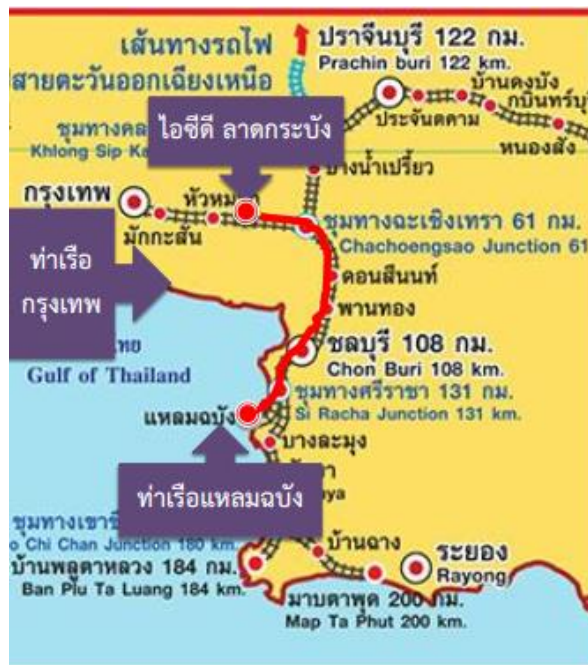 เส้นทางรถไฟ
สายตะวันออกเฉียงเหนือ
ปราจีนบุรี 122 กม.
Prachin buri 122 km.
บ้านดงบัง
กบินทร์บุ
ประจันตคาม
หนองสัง
ชุมทางคล
Khlong Sip Ka
ไอซีดี ลาดกระบัง
บางน้ำเปรี้ยว
กรุงเทพ
หัวหม
มักกะสัน
ชุมทางฉะเชิงเทรา 61 กม.
Chachoengsao Junction 61
ท่าเรือ
กรุงเทพ
ดอนสีนนท์
พานทอง
ชลบุรี 108 กม.
Chon Buri 108 km.
ไทย
Gulf of Thailand
ชุมทางศรีราชา 131 กม.
Si Racha Junction 131 km.
แหลมฉบัง
บางละมุง
ท่าเรือแหลมฉบัง
ya
ชุมทางเขาชี
o Chi Chan Junction 180 km.
บ้านพลูตาหลวง 184 กม.
Ban Plu Ta Luang 184 km.
บ้านฉาง
ระยอง
Rayong
มาบตาพุด 200 กม.
Map Ta Phut 200 km.